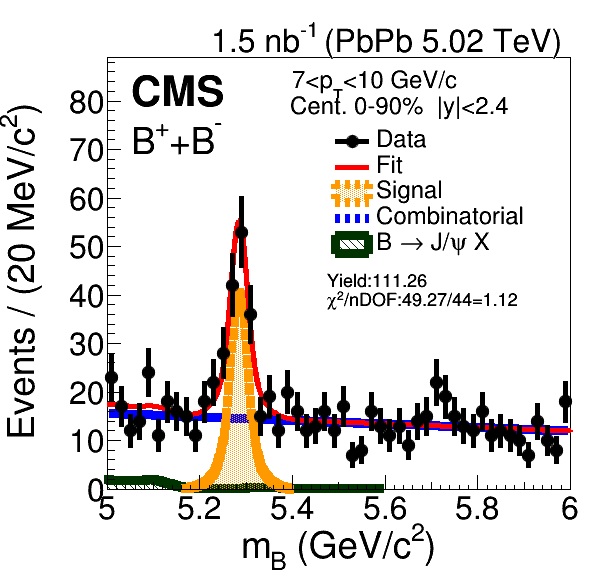 1.5 nb⁻¹ (PbPb 5.02 TeV)
CMS
B⁺+B⁻
7<p_T<10 GeV/c
Cent. 0-90% |y|<2.4
Data
Fit
Signal
Combinatorial
B → J/ψ X
Yield:111.26
χ²/nDOF:49.27/44=1.12
Events / (20 MeV/c²)
80
70
60
50
40
30
20
10
0
5 5.2 5.4 5.6 5.8 6
m_B (GeV/c²)